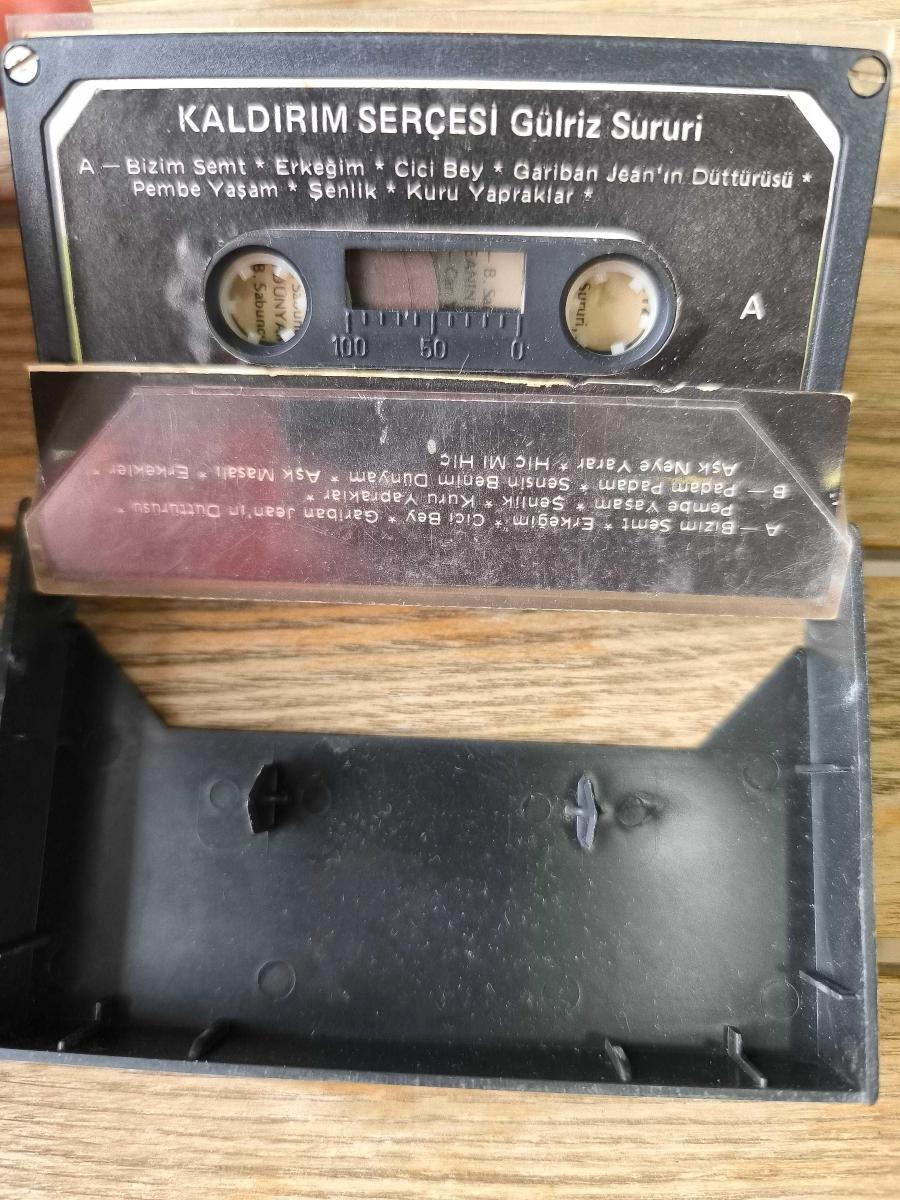 KALDIRIM SERÇESİ Gülriz Sururi
A — Bizim Semt * Erkeğim * Cici Bey * Gariban Jean'ın Düttürüsü *
Pembe Yaşam * Şenlik * Kuru Yapraklar *
A
100 50 0
A — Bizim Semt * Erkeğim * Cici Bey * Gariban Jean'ın Düttürüsü *
Pembe Yaşam * Şenlik * Kuru Yapraklar *
B — Padam Padam * Sensin Benim Dünyam * Aşk Masalı * Erkekler *
Aşk Neye Yarar * Hiç Mi Hiç